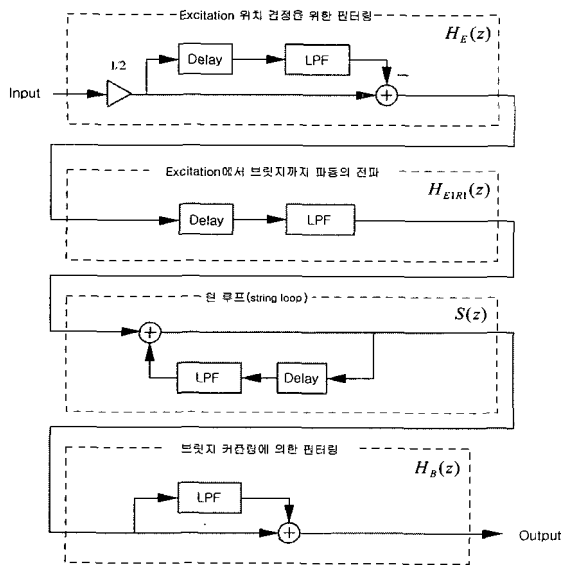 Excitation 위치 결정을 위한 필터링
H_E(z)
1/2
Delay
LPF
−
Input
+
Excitation에서 브릿지까지 파동의 전파
H_{E1R1}(z)
Delay
LPF
현 루프(string loop)
S(z)
+
LPF
Delay
브릿지 커플링에 의한 필터링
H_B(z)
LPF
+
Output